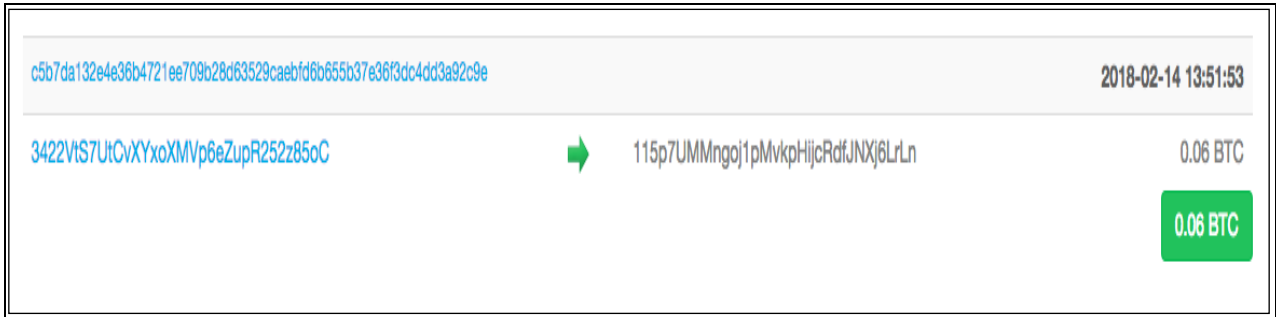 c5b7da132e4e36b4721ee709b28d63529caebfd6b655b37e36f3dc4dd3a92c9e
2018-02-14 13:51:53
3422VtS7UtCvXYxoXMVp6eZupR252z85oC
115p7UMMngoj1pMvkpHijcRdfJNXj6LrLn
0.06 BTC
0.06 BTC